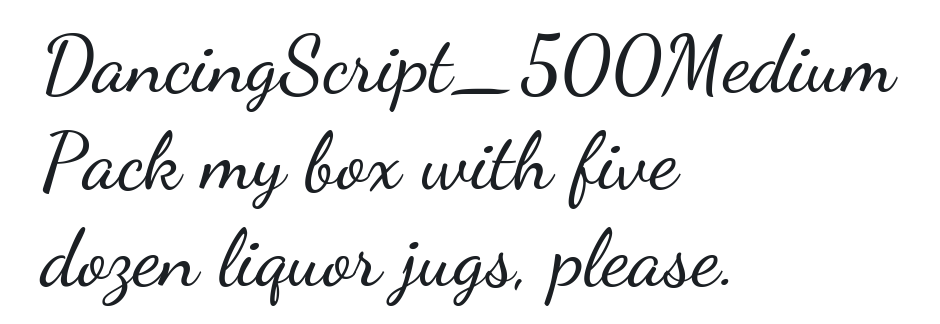 DancingScript_500Medium
Pack my box with five
dozen liquor jugs, please.